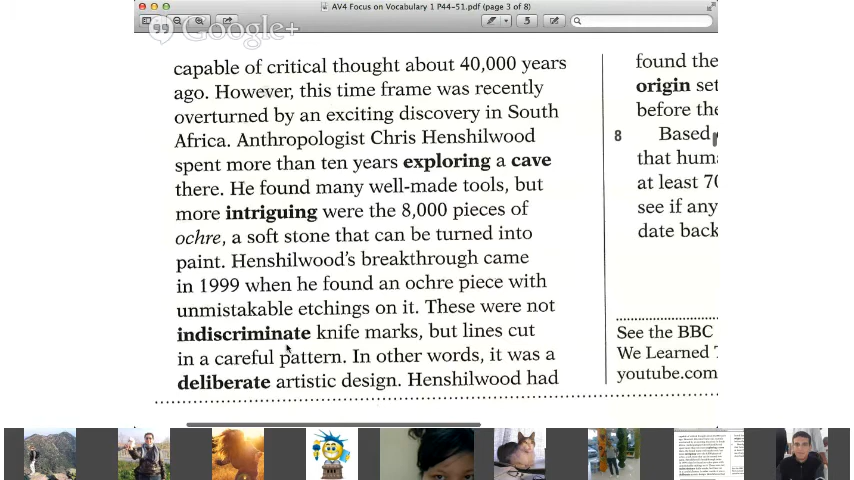 AV4 Focus on Vocabulary 1 P44-51.pdf (page 3 of 8)
Google+
capable of critical thought about 40,000 years
ago. However, this time frame was recently
overturned by an exciting discovery in South
Africa. Anthropologist Chris Henshilwood
spent more than ten years exploring a cave
there. He found many well-made tools, but
more intriguing were the 8,000 pieces of
ochre, a soft stone that can be turned into
paint. Henshilwood's breakthrough came
in 1999 when he found an ochre piece with
unmistakable etchings on it. These were not
indiscriminate knife marks, but lines cut
in a careful pattern. In other words, it was a
deliberate artistic design. Henshilwood had
found the
origin set
before the
8 Based
that huma
at least 70
see if any
date back
See the BBC
We Learned
youtube.com